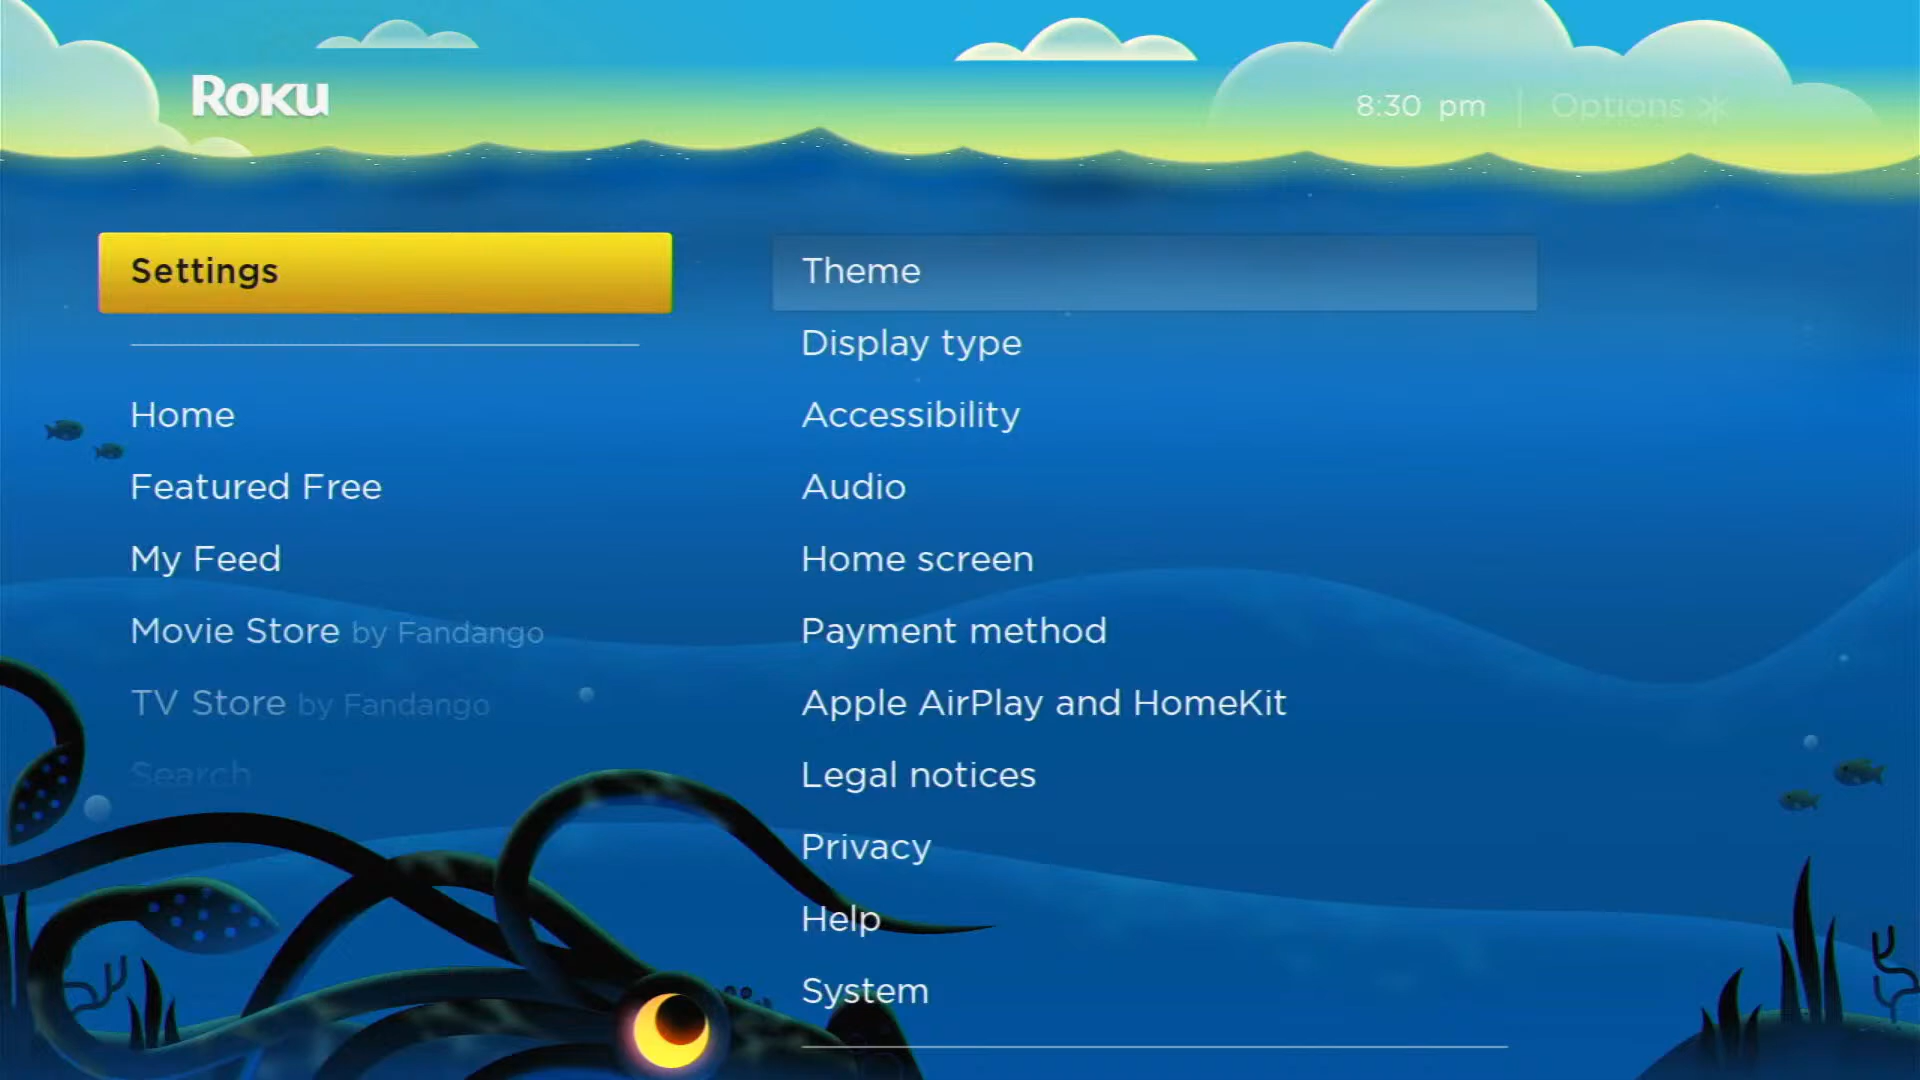 Roku
8:30 pm | Options *
Settings
Home
Featured Free
My Feed
Movie Store by Fandango
TV Store by Fandango
Search
Theme
Display type
Accessibility
Audio
Home screen
Payment method
Apple AirPlay and HomeKit
Legal notices
Privacy
Help
System